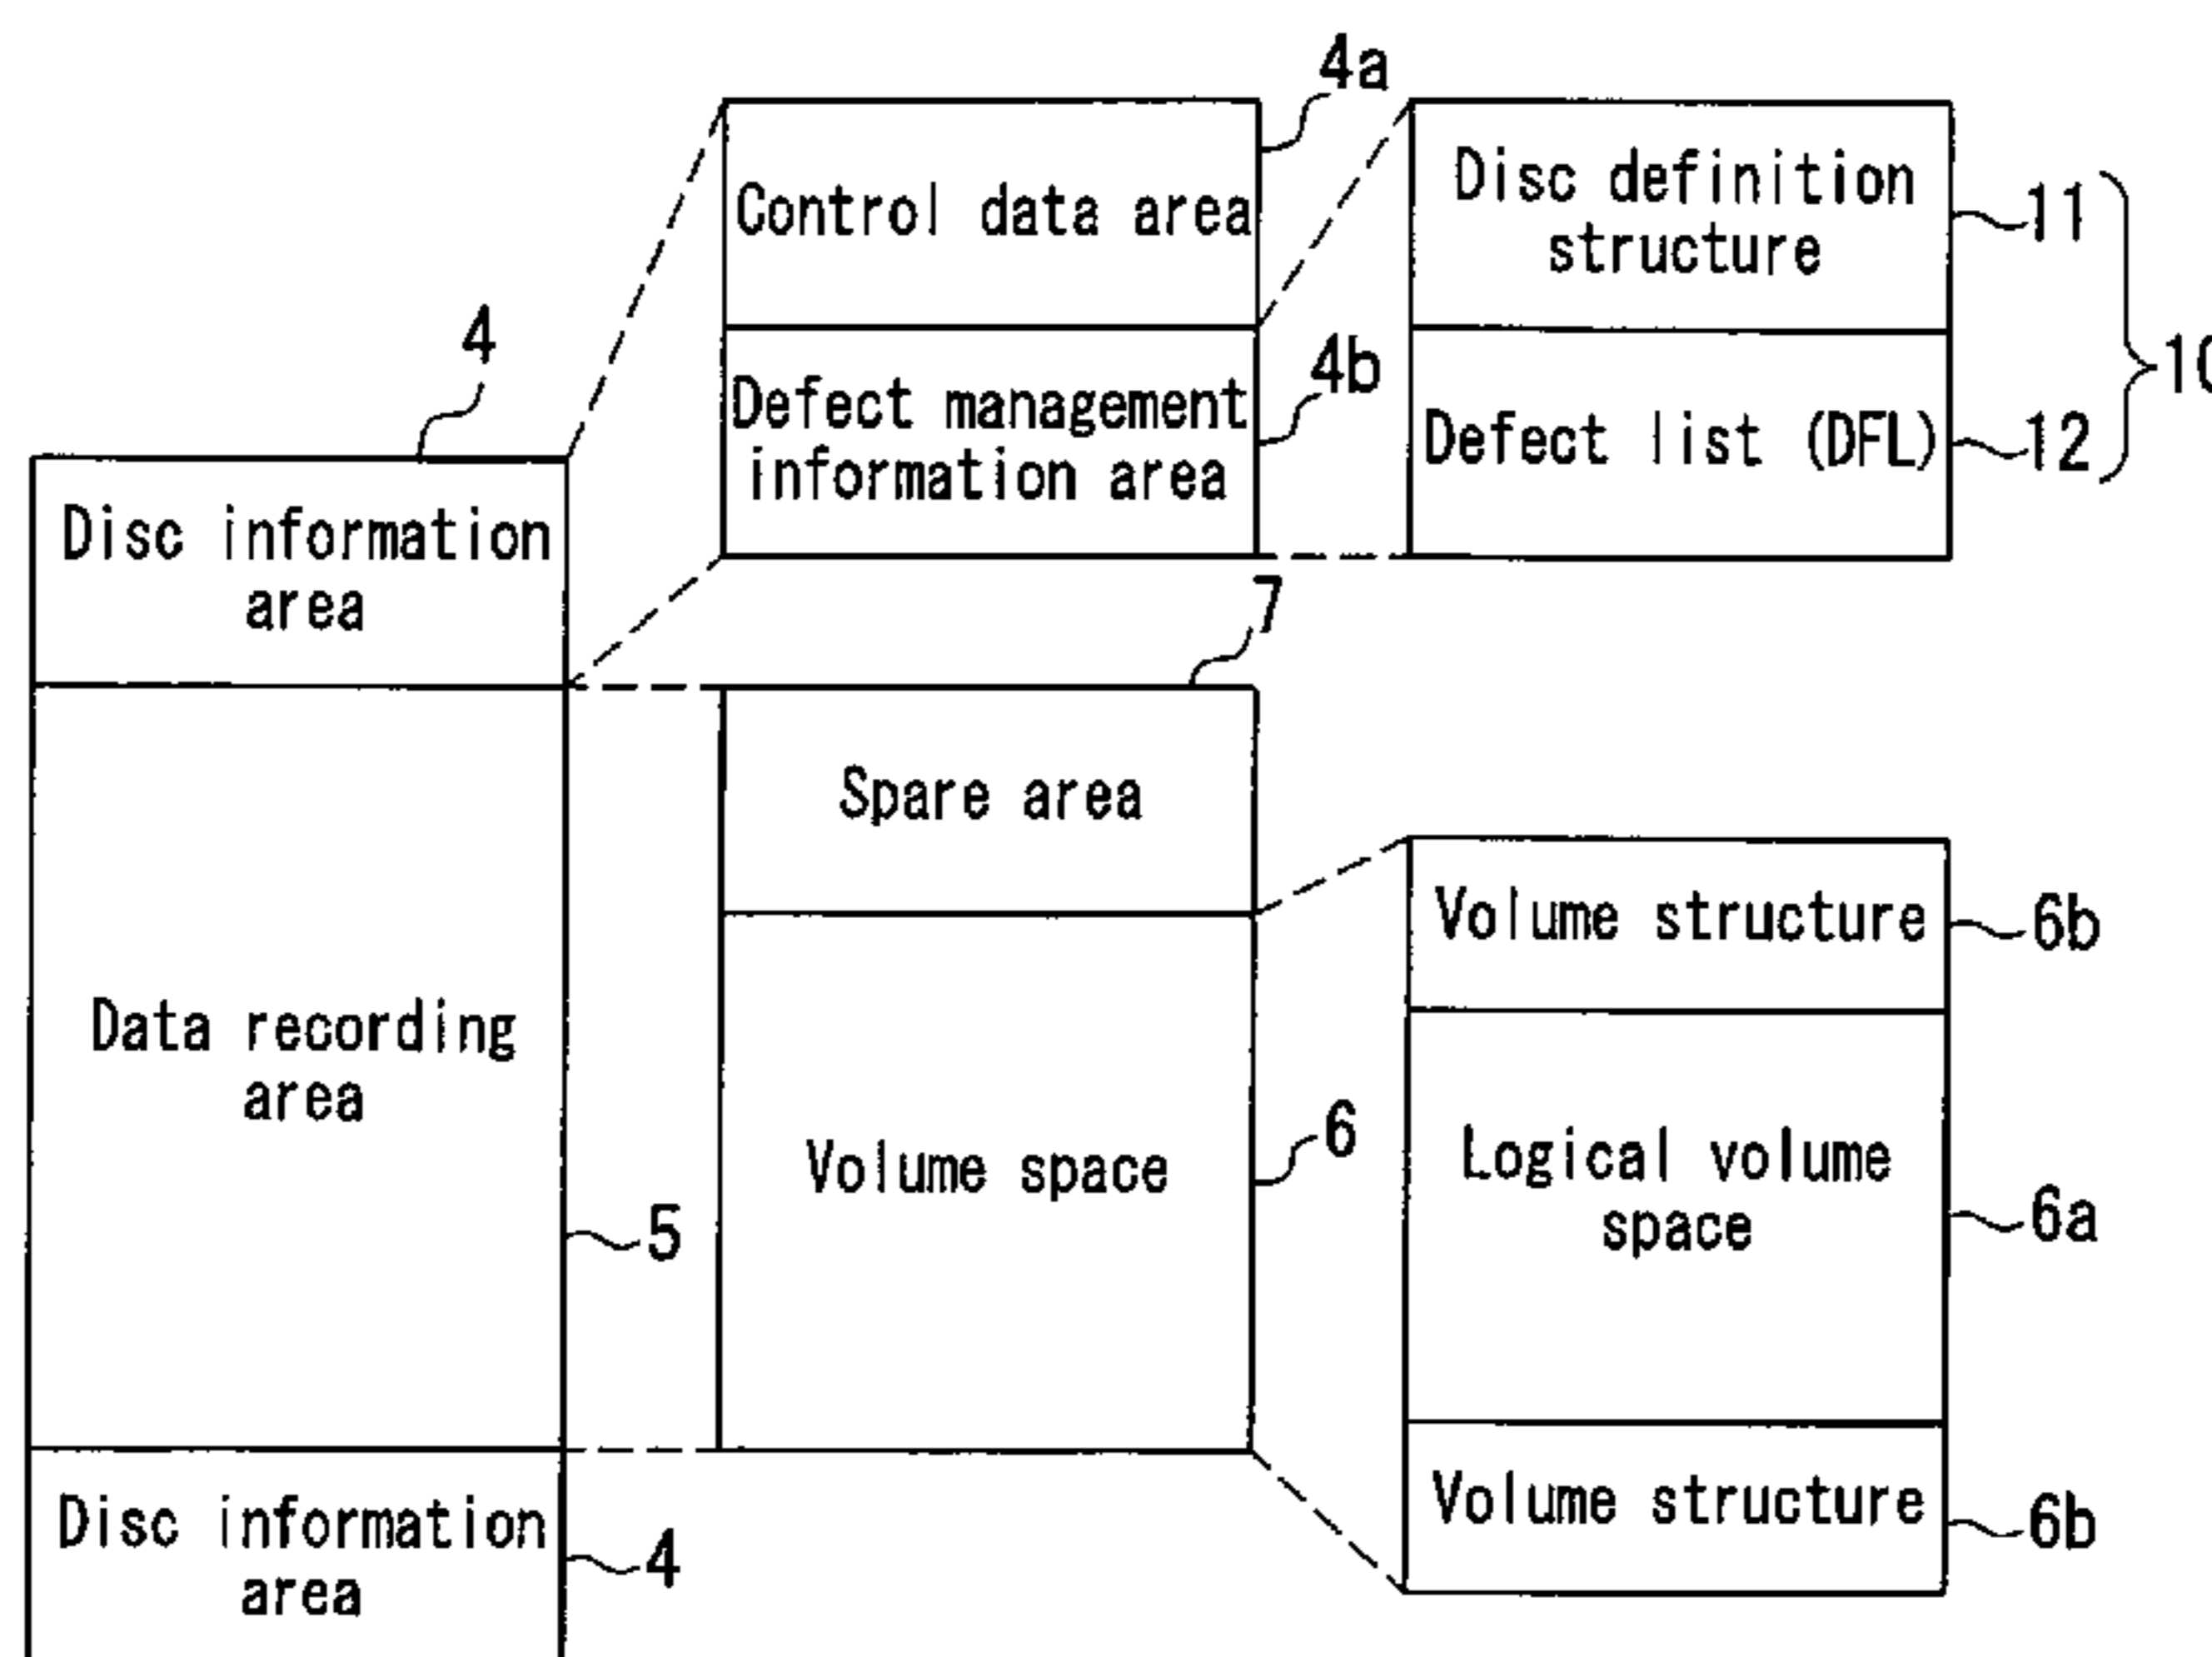 4a
Control data area
Disc definition
structure
11
4
4b
Defect management
information area
Defect list (DFL)
12
10
Disc information
area
7
Spare area
Volume structure
6b
Data recording
area
Volume space
6
Logical volume
space
6a
5
Volume structure
6b
Disc information
area
4